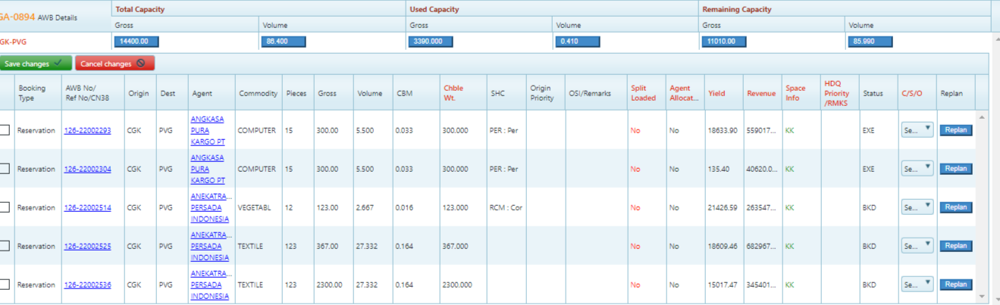 GA-0894 AWB Details
Total Capacity Used Capacity Remaining Capacity
Gross Volume Gross Volume Gross Volume
GK-PVG 14400.00 86.400 3390.000 0.410 11010.00 85.990
Save changes Cancel changes
Booking Type AWB No/ Ref No/CN38 Origin Dest Agent Commodity Pieces Gross Volume CBM Chble Wt. SHC Origin Priority OSI/Remarks Split Loaded Agent Allocat... Yield Revenue Space Info HDQ Priority /RMKS Status C/S/O Replan
Reservation 126-22002293 CGK PVG ANGKASA PURA KARGO PT COMPUTER 15 300.00 5.500 0.033 300.000 PER : Per No No 18633.90 559017... KK EXE Se... Replan
Reservation 126-22002304 CGK PVG ANGKASA PURA KARGO PT COMPUTER 15 300.00 5.500 0.033 300.000 PER : Per No No 135.40 40620.0... KK EXE Se... Replan
Reservation 126-22002514 CGK PVG ANEKATRA... PERSADA INDONESIA VEGETABL 12 123.00 2.667 0.016 123.000 RCM : Cor No No 21426.59 263547... KK BKD Se... Replan
Reservation 126-22002525 CGK PVG ANEKATRA... PERSADA INDONESIA TEXTILE 123 367.00 27.332 0.164 367.000 No No 18609.46 682967... KK BKD Se... Replan
Reservation 126-22002536 CGK PVG ANEKATRA... PERSADA INDONESIA TEXTILE 123 2300.00 27.332 0.164 2300.000 No No 15017.47 345401... KK BKD Se... Replan